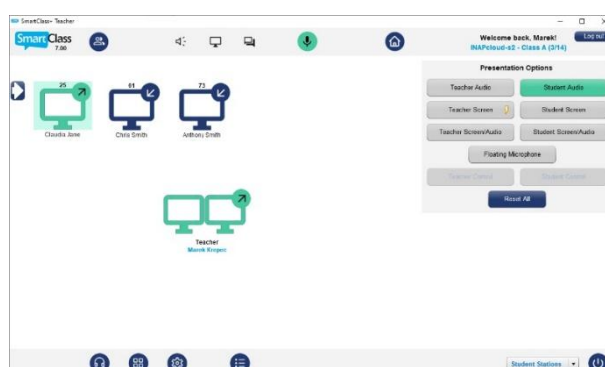 SmartClass+ Teacher
Smart Class
7.00
Welcome back, Marek!
Log out
INAPcloud-s2 - Class A (3/14)
Presentation Options
Teacher Audio
Student Audio
Teacher Screen
Student Screen
Teacher Screen/Audio
Student Screen/Audio
Floating Microphone
Teacher Control
Student Control
Reset All
25
61
73
Claudia Jane
Chris Smith
Anthony Smith
Teacher
Marek
Student Stations